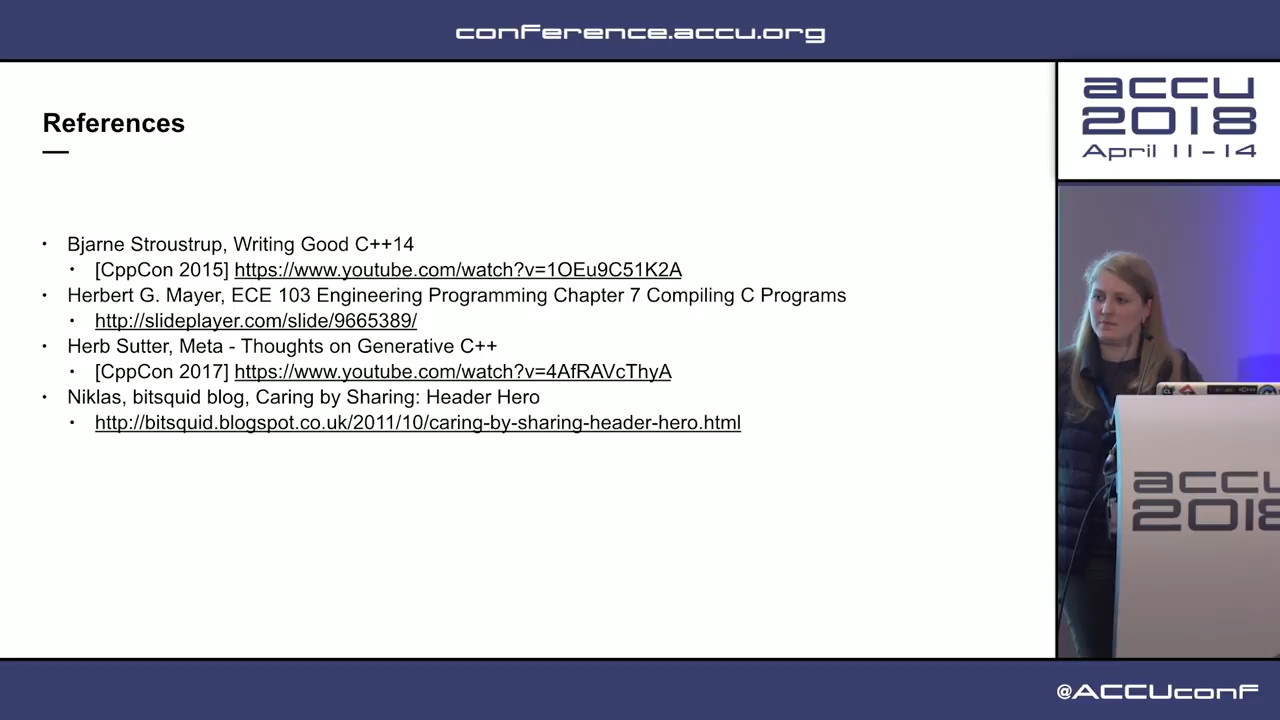 conference.accu.org
References
• Bjarne Stroustrup, Writing Good C++14
• [CppCon 2015] https://www.youtube.com/watch?v=1OEu9C51K2A
• Herbert G. Mayer, ECE 103 Engineering Programming Chapter 7 Compiling C Programs
• http://slideplayer.com/slide/9665389/
• Herb Sutter, Meta - Thoughts on Generative C++
• [CppCon 2017] https://www.youtube.com/watch?v=4AfRAVcThyA
• Niklas, bitsquid blog, Caring by Sharing: Header Hero
• http://bitsquid.blogspot.co.uk/2011/10/caring-by-sharing-header-hero.html
accu
2018
April 11-14
accu
2018
@ACCUconf